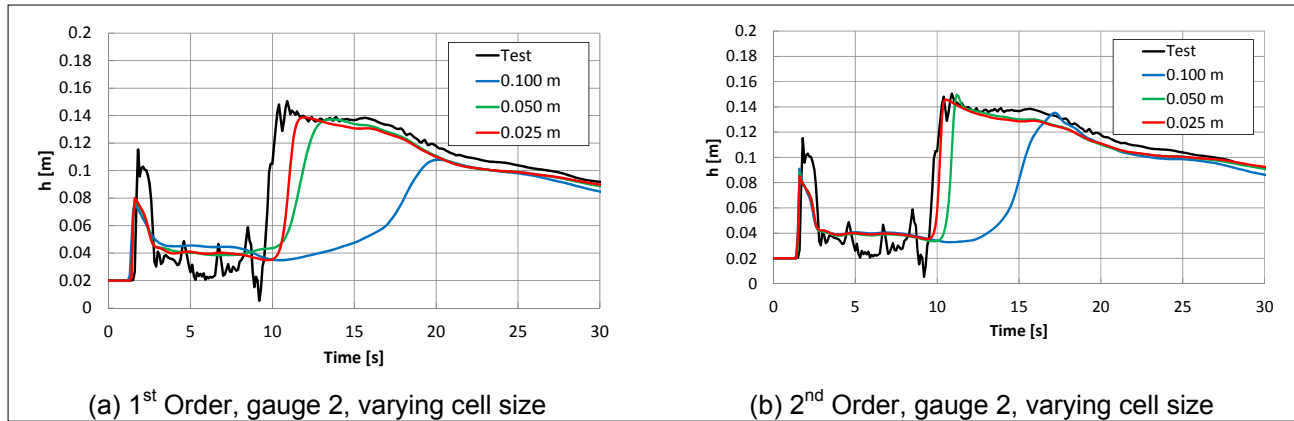 0.2
0.18
0.16
0.14
0.12
0.1
0.08
0.06
0.04
0.02
0
h [m]
Test
0.100 m
0.050 m
0.025 m
0 5 10 15 20 25 30
Time [s]
(a) 1st Order, gauge 2, varying cell size
0.2
0.18
0.16
0.14
0.12
0.1
0.08
0.06
0.04
0.02
0
h [m]
Test
0.100 m
0.050 m
0.025 m
0 5 10 15 20 25 30
Time [s]
(b) 2nd Order, gauge 2, varying cell size